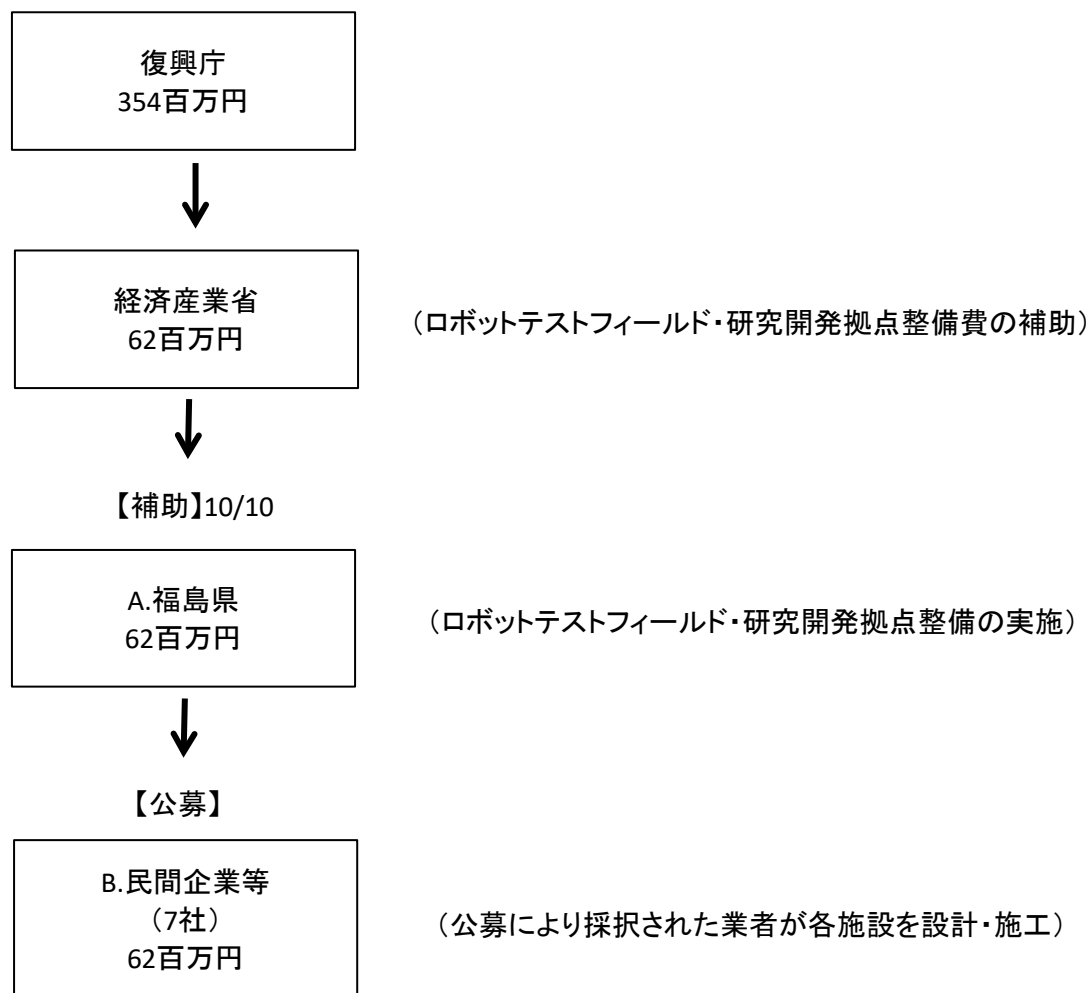 復興庁
354百万円
経済産業省
62百万円
（ロボットテストフィールド・研究開発拠点整備費の補助）
【補助】10/10
A.福島県
62百万円
（ロボットテストフィールド・研究開発拠点整備の実施）
【公募】
B.民間企業等
（7社）
62百万円
（公募により採択された業者が各施設を設計・施工）